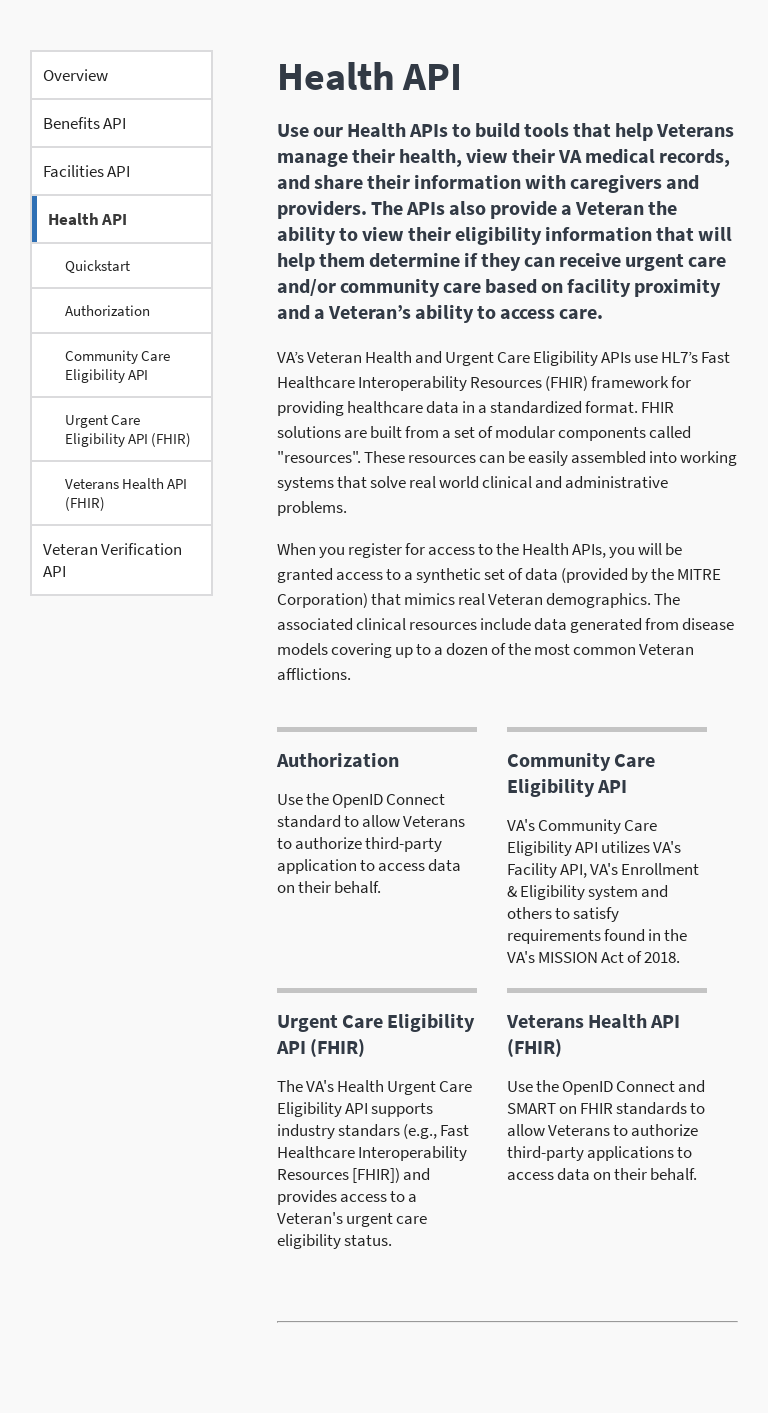 Overview
Benefits API
Facilities API
Health API
Quickstart
Authorization
Community Care
Eligibility API
Urgent Care
Eligibility API (FHIR)
Veterans Health API
(FHIR)
Veteran Verification
API
Health API
Use our Health APIs to build tools that help Veterans
manage their health, view their VA medical records,
and share their information with caregivers and
providers. The APIs also provide a Veteran the
ability to view their eligibility information that will
help them determine if they can receive urgent care
and/or community care based on facility proximity
and a Veteran’s ability to access care.
VA’s Veteran Health and Urgent Care Eligibility APIs use HL7’s Fast
Healthcare Interoperability Resources (FHIR) framework for
providing healthcare data in a standardized format. FHIR
solutions are built from a set of modular components called
"resources". These resources can be easily assembled into working
systems that solve real world clinical and administrative
problems.
When you register for access to the Health APIs, you will be
granted access to a synthetic set of data (provided by the MITRE
Corporation) that mimics real Veteran demographics. The
associated clinical resources include data generated from disease
models covering up to a dozen of the most common Veteran
afflictions.
Authorization
Use the OpenID Connect
standard to allow Veterans
to authorize third-party
application to access data
on their behalf.
Community Care
Eligibility API
VA's Community Care
Eligibility API utilizes VA's
Facility API, VA's Enrollment
& Eligibility system and
others to satisfy
requirements found in the
VA's MISSION Act of 2018.
Urgent Care Eligibility
API (FHIR)
The VA's Health Urgent Care
Eligibility API supports
industry standars (e.g., Fast
Healthcare Interoperability
Resources [FHIR]) and
provides access to a
Veteran's urgent care
eligibility status.
Veterans Health API
(FHIR)
Use the OpenID Connect and
SMART on FHIR standards to
allow Veterans to authorize
third-party applications to
access data on their behalf.